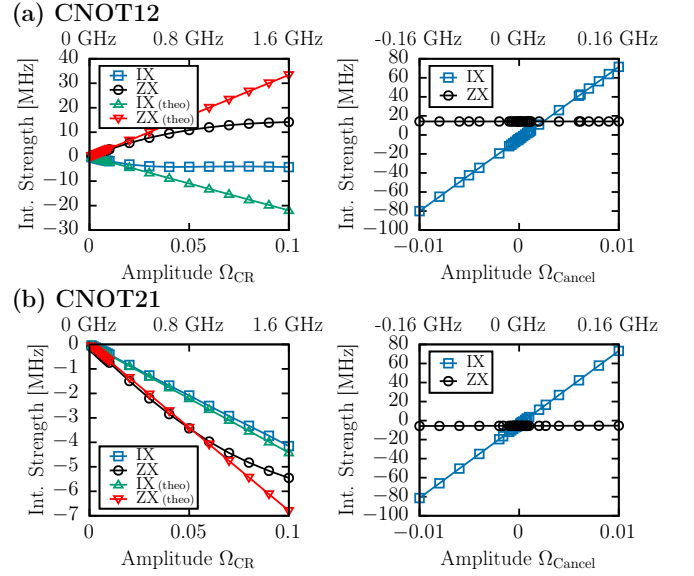 (a) CNOT12
0 GHz 0.8 GHz 1.6 GHz
-0.16 GHz 0 GHz 0.16 GHz
Int. Strength [MHz]
40
30
20
10
0
−10
−20
−30
IX
ZX
IX (theo)
ZX (theo)
0 0.05 0.1
Amplitude ΩCR
Int. Strength [MHz]
80
60
40
20
0
−20
−40
−60
−80
−100
IX
ZX
−0.01 0 0.01
Amplitude ΩCancel
(b) CNOT21
0 GHz 0.8 GHz 1.6 GHz
-0.16 GHz 0 GHz 0.16 GHz
Int. Strength [MHz]
0
−1
−2
−3
−4
−5
−6
−7
IX
ZX
IX (theo)
ZX (theo)
0 0.05 0.1
Amplitude ΩCR
Int. Strength [MHz]
80
60
40
20
0
−20
−40
−60
−80
−100
IX
ZX
−0.01 0 0.01
Amplitude ΩCancel